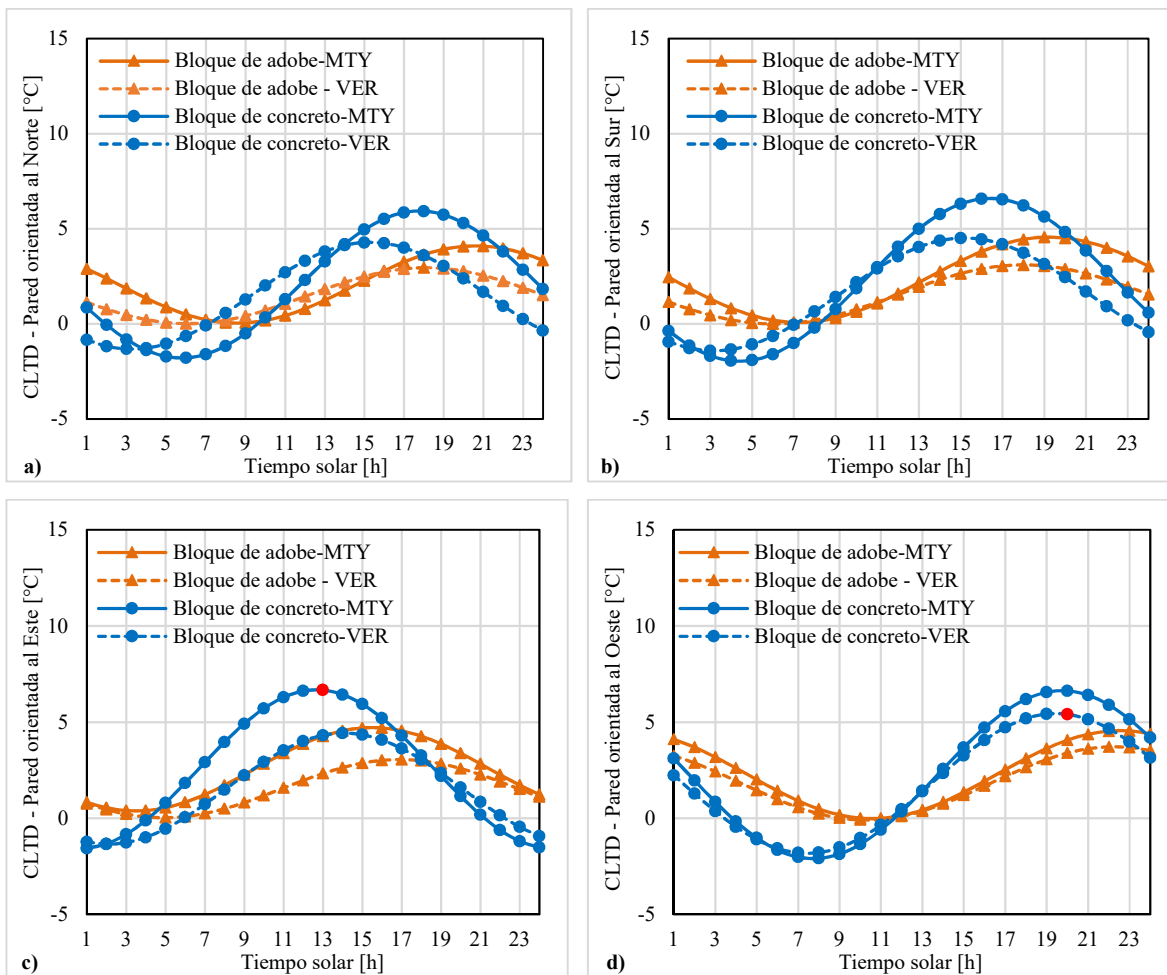 CLTD - Pared orientada al Norte [°C]
15
10
5
0
-5
Bloque de adobe-MTY
Bloque de adobe - VER
Bloque de concreto-MTY
Bloque de concreto-VER
1 3 5 7 9 11 13 15 17 19 21 23
Tiempo solar [h]
a)
CLTD - Pared orientada al Sur [°C]
15
10
5
0
-5
Bloque de adobe-MTY
Bloque de adobe - VER
Bloque de concreto-MTY
Bloque de concreto-VER
1 3 5 7 9 11 13 15 17 19 21 23
Tiempo solar [h]
b)
CLTD - Pared orientada al Este [°C]
15
10
5
0
-5
Bloque de adobe-MTY
Bloque de adobe - VER
Bloque de concreto-MTY
Bloque de concreto-VER
1 3 5 7 9 11 13 15 17 19 21 23
Tiempo solar [h]
c)
CLTD - Pared orientada al Oeste [°C]
15
10
5
0
-5
Bloque de adobe-MTY
Bloque de adobe - VER
Bloque de concreto-MTY
Bloque de concreto-VER
1 3 5 7 9 11 13 15 17 19 21 23
Tiempo solar [h]
d)